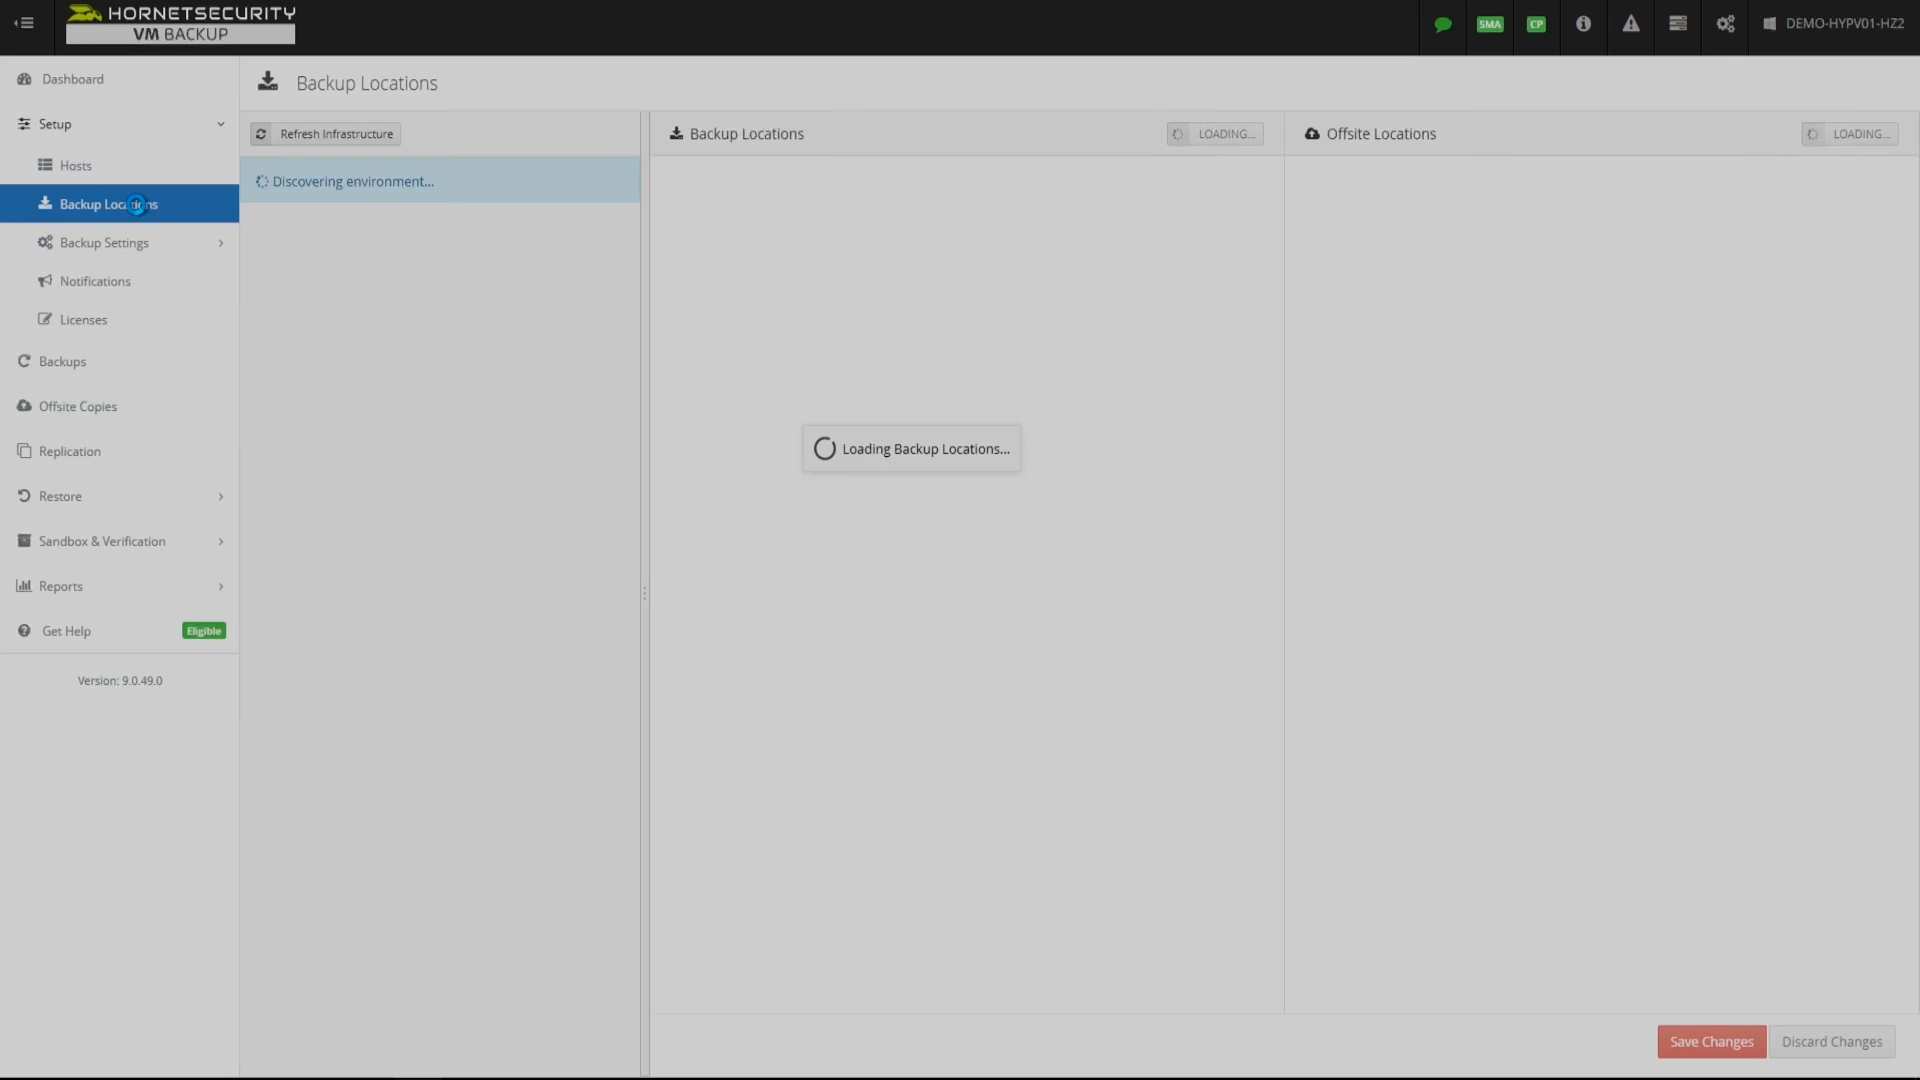 HORNETSECURITY
VM BACKUP
SMA
CP
DEMO-HYPV01-HZ2
Dashboard
Setup
Hosts
Backup Locations
Backup Settings
Notifications
Licenses
Backups
Offsite Copies
Replication
Restore
Sandbox & Verification
Reports
Get Help
Eligible
Version: 9.0.49.0
Backup Locations
Refresh Infrastructure
Discovering environment...
Backup Locations
LOADING...
Offsite Locations
LOADING...
Loading Backup Locations...
Save Changes
Discard Changes